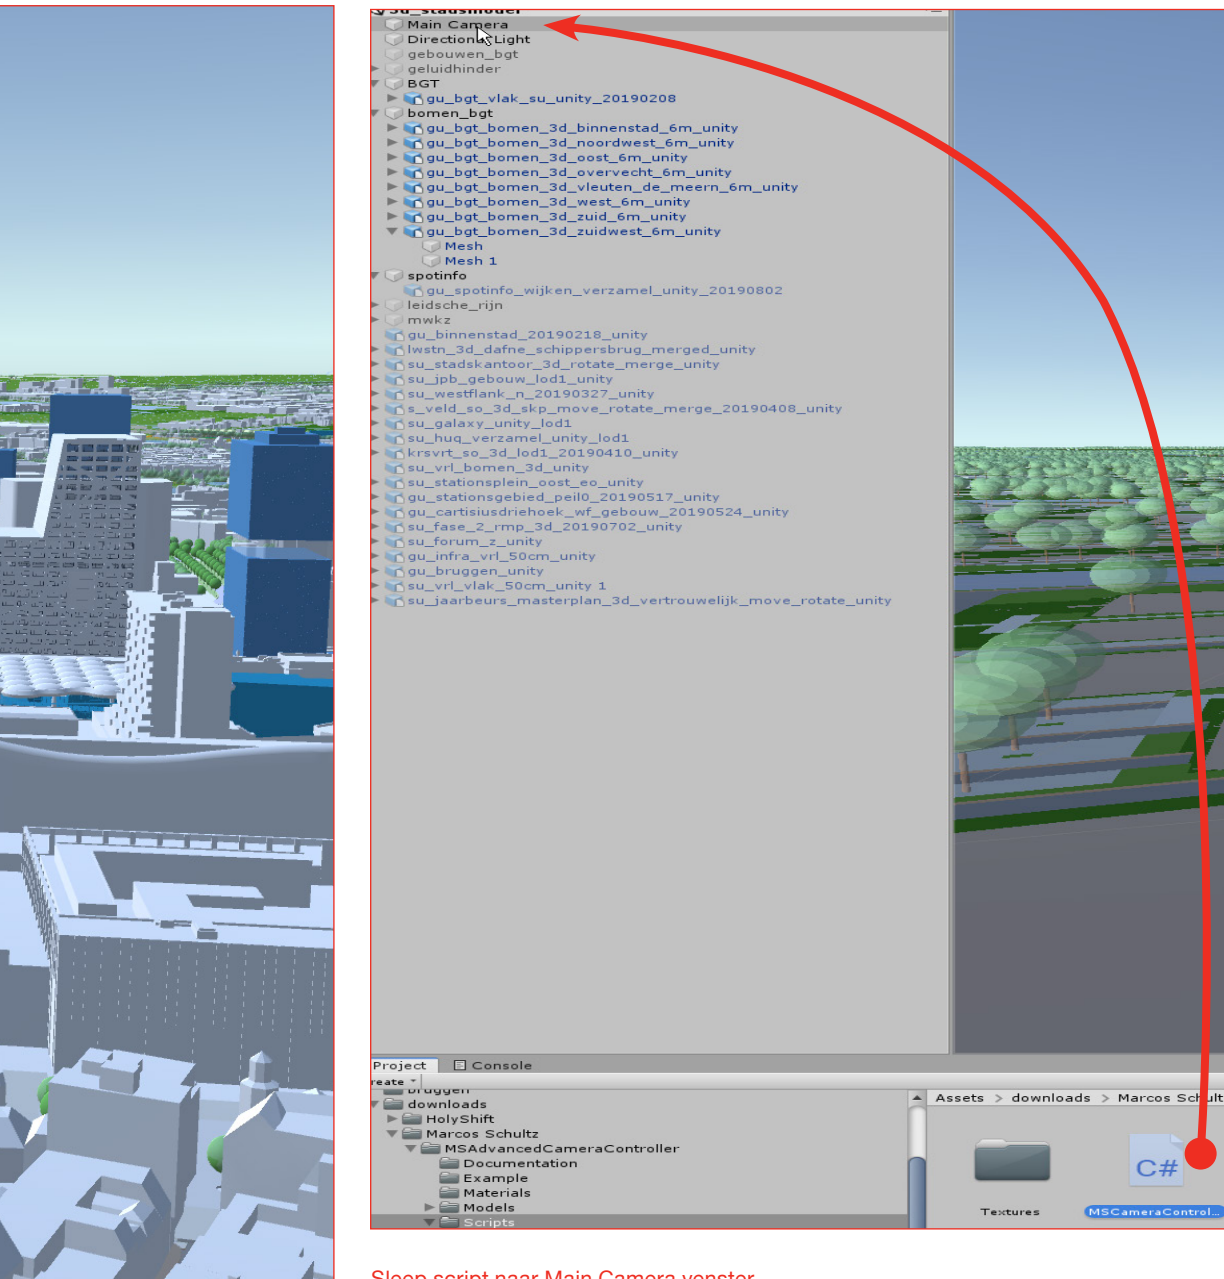 3d_stadsmodel
Main Camera
Directional Light
gebouwen_bgt
geluidhinder
BGT
gu_bgt_vlak_su_unity_20190208
bomen_bgt
gu_bgt_bomen_3d_binnenstad_6m_unity
gu_bgt_bomen_3d_noordwest_6m_unity
gu_bgt_bomen_3d_oost_6m_unity
gu_bgt_bomen_3d_overvecht_6m_unity
gu_bgt_bomen_3d_vleuten_de_meern_6m_unity
gu_bgt_bomen_3d_west_6m_unity
gu_bgt_bomen_3d_zuid_6m_unity
gu_bgt_bomen_3d_zuidwest_6m_unity
Mesh
Mesh 1
spotinfo
gu_spotinfo_wijken_verzamel_unity_20190802
leidsche_rijn
mwkz
gu_binnenstad_20190218_unity
lwstn_3d_dafne_schippersbrug_merged_unity
su_stadskantoor_3d_rotate_merge_unity
su_jpb_gebouw_lod1_unity
su_westflank_n_20190327_unity
s_veld_so_3d_skp_move_rotate_merge_20190408_unity
su_galaxy_unity_lod1
su_huq_verzamel_unity_lod1
krsvrt_so_3d_lod1_20190410_unity
su_vrl_bomen_3d_unity
su_stationsplein_oost_eo_unity
gu_stationsgebied_peil0_20190517_unity
gu_cartisiusdriehoek_wf_gebouw_20190524_unity
su_fase_2_rmp_3d_20190702_unity
su_forum_z_unity
gu_infra_vrl_50cm_unity
gu_bruggen_unity
su_vrl_vlak_50cm_unity 1
su_jaarbeurs_masterplan_3d_vertrouwelijk_move_rotate_unity
Project Console
reate
bruggen
downloads
HolyShift
Marcos Schultz
MSAdvancedCameraController
Documentation
Example
Materials
Models
Scripts
Assets > downloads > Marcos Schult
Textures
MSCameraControl...
C#
Sleep script naar Main Camera venster